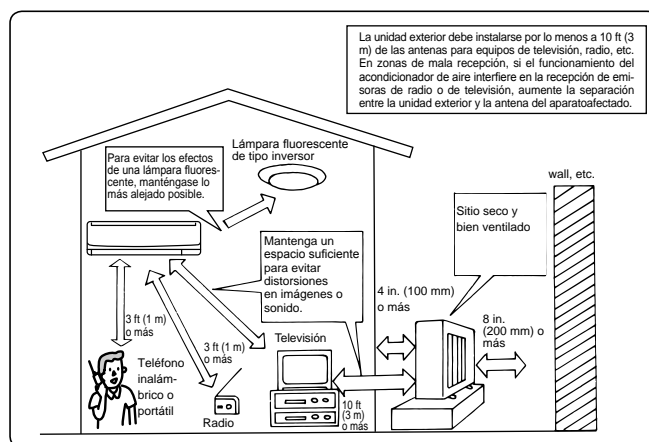 La unidad exterior debe instalarse por lo menos a 10 ft (3
m) de las antenas para equipos de televisión, radio, etc.
En zonas de mala recepción, si el funcionamiento del
acondicionador de aire interfiere en la recepción de emi-
soras de radio o de televisión, aumente la separación
entre la unidad exterior y la antena del aparatoafectado.
Lámpara fluorescente
de tipo inversor
Para evitar los efectos
de una lámpara fluores-
cente, manténgase lo
más alejado posible.
wall, etc.
Sitio seco y
bien ventilado
Mantenga un
espacio suficiente
para evitar
distorsiones
en imágenes o
sonido.
4 in. (100 mm)
o más
8 in.
(200 mm) o
más
3 ft (1 m)
o más
3 ft (1 m)
o más
Televisión
Teléfono
inalám-
brico o
portátil
Radio
10 ft
(3 m)
o más